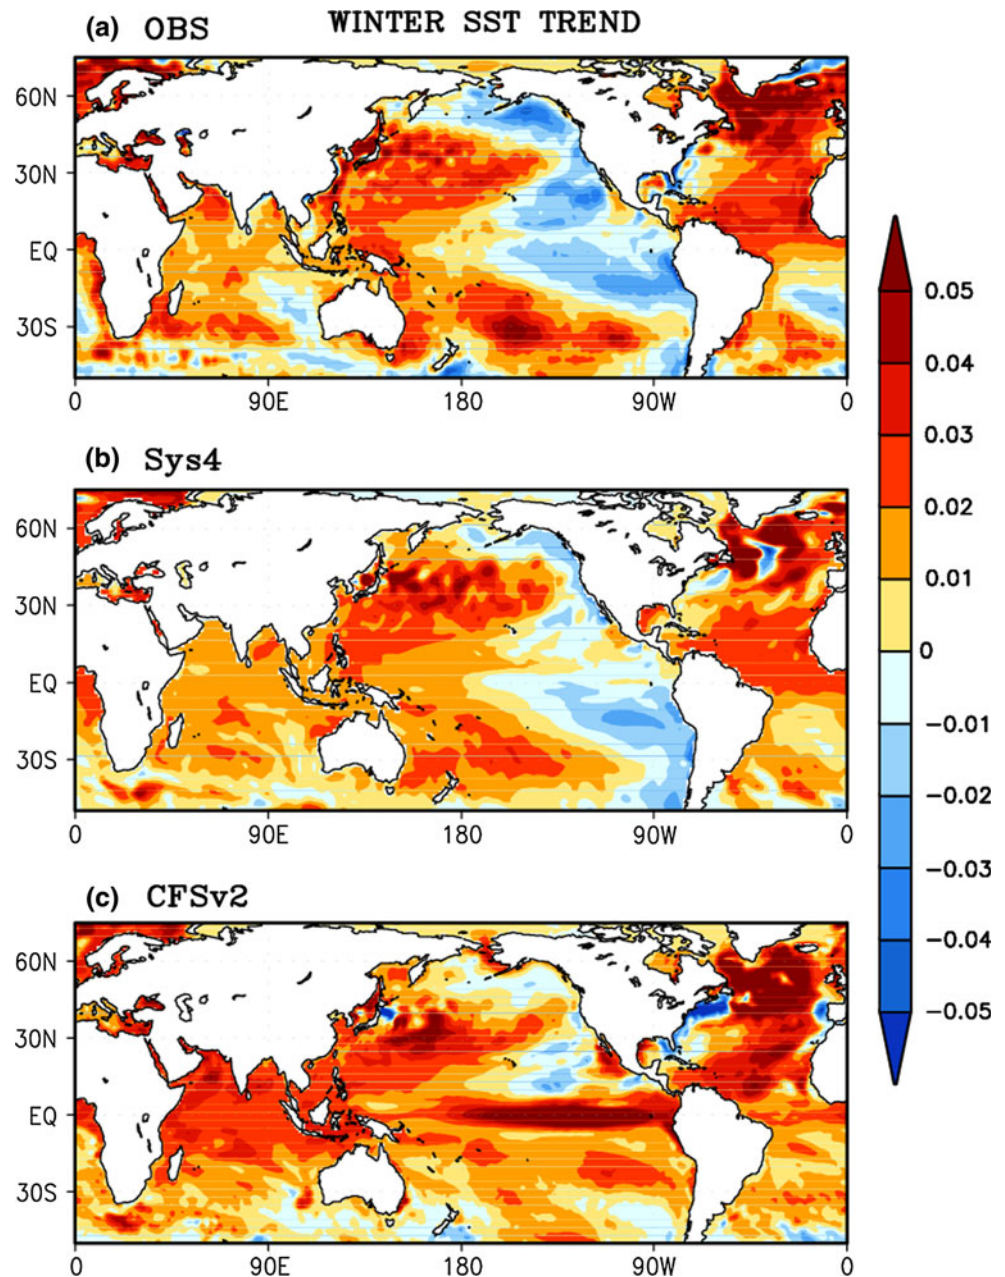 (a) OBS WINTER SST TREND
60N
30N
EQ
30S
0 90E 180 90W 0
(b) Sys4
60N
30N
EQ
30S
0 90E 180 90W 0
(c) CFSv2
60N
30N
EQ
30S
0 90E 180 90W 0
0.05
0.04
0.03
0.02
0.01
0
-0.01
-0.02
-0.03
-0.04
-0.05